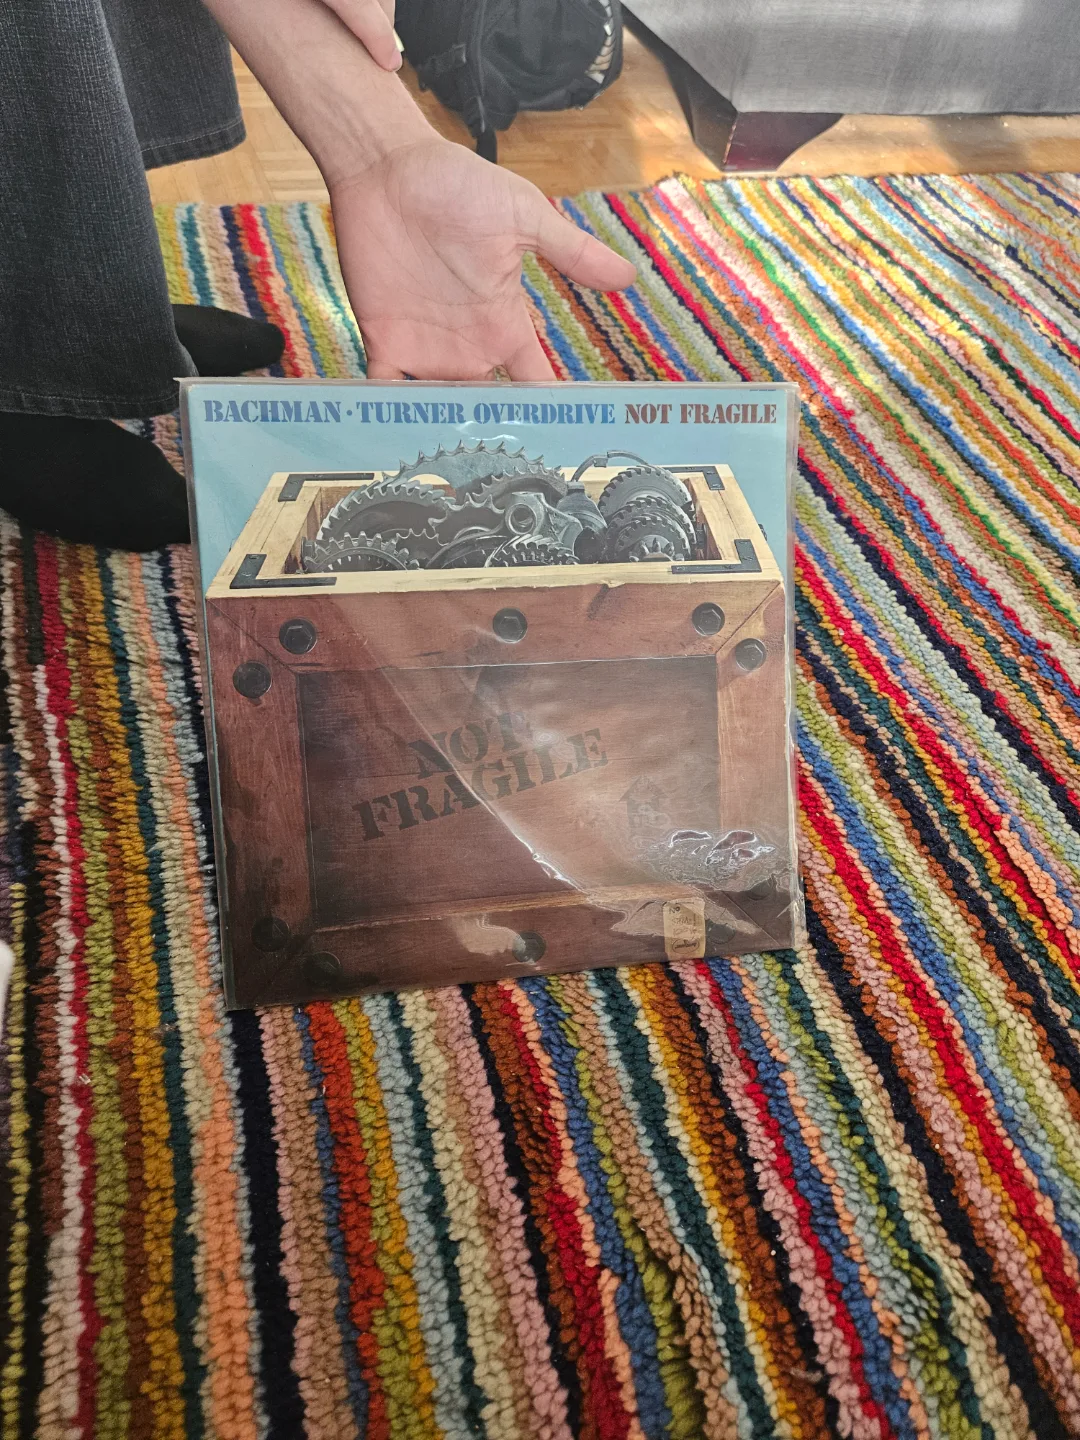 BACHMAN · TURNER OVERDRIVE NOT FRAGILE
NOT
FRAGILE